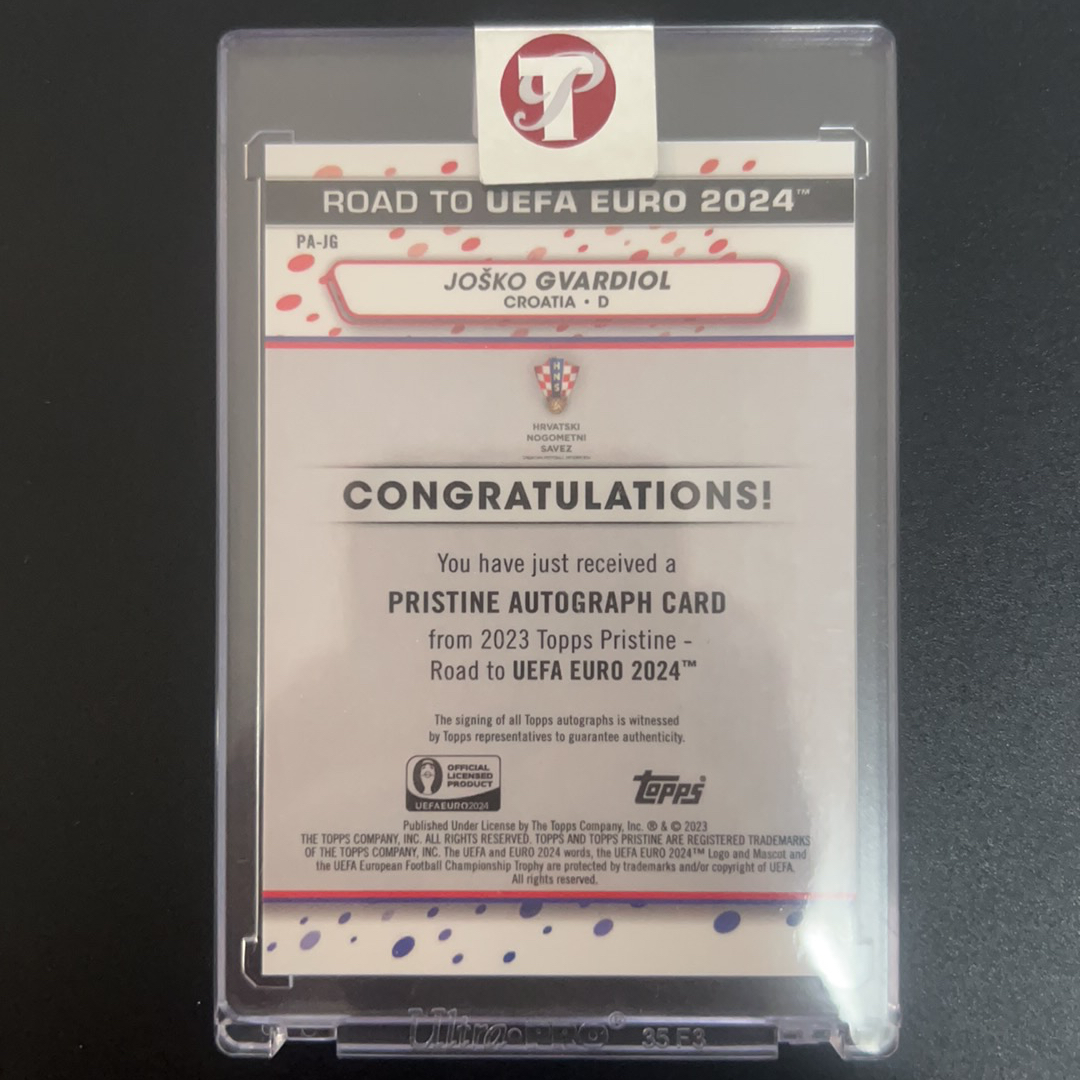 TP
ROAD TO UEFA EURO 2024™
PA-JG
JOŠKO GVARDIOL
CROATIA • D
HNS
HRVATSKI
NOGOMETNI
SAVEZ
CONGRATULATIONS!
You have just received a
PRISTINE AUTOGRAPH CARD
from 2023 Topps Pristine -
Road to UEFA EURO 2024™
The signing of all Topps autographs is witnessed
by Topps representatives to guarantee authenticity.
OFFICIAL
LICENSED
PRODUCT
UEFAEURO2024
topps
Published Under License by The Topps Company, Inc. ® & © 2023
THE TOPPS COMPANY, INC. ALL RIGHTS RESERVED. TOPPS AND TOPPS PRISTINE ARE REGISTERED TRADEMARKS
OF THE TOPPS COMPANY, INC. The UEFA and EURO 2024 words, the UEFA EURO 2024™ Logo and Mascot and
the UEFA European Football Championship Trophy are protected by trademarks and/or copyright of UEFA.
All rights reserved.
Ultra•PRO® 35 F3